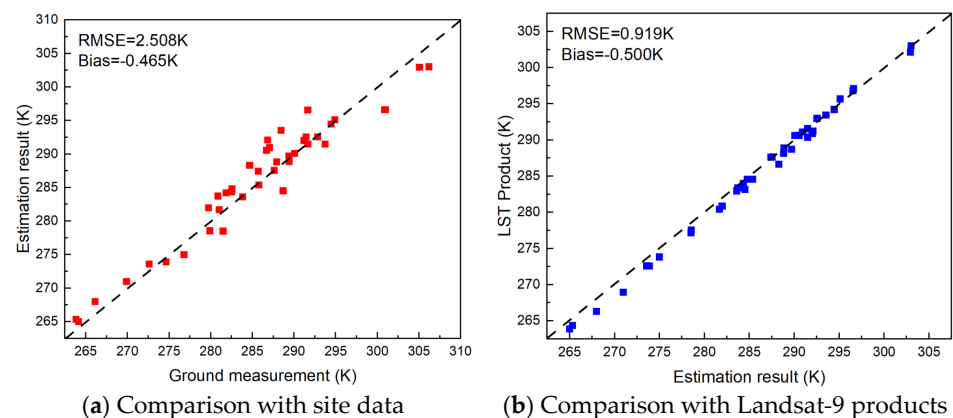 RMSE=2.508K
Bias=-0.465K
Estimation result (K)
310
305
300
295
290
285
280
275
270
265
265 270 275 280 285 290 295 300 305 310
Ground measurement (K)
(a) Comparison with site data
RMSE=0.919K
Bias=-0.500K
LST Product (K)
305
300
295
290
285
280
275
270
265
265 270 275 280 285 290 295 300 305
Estimation result (K)
(b) Comparison with Landsat-9 products